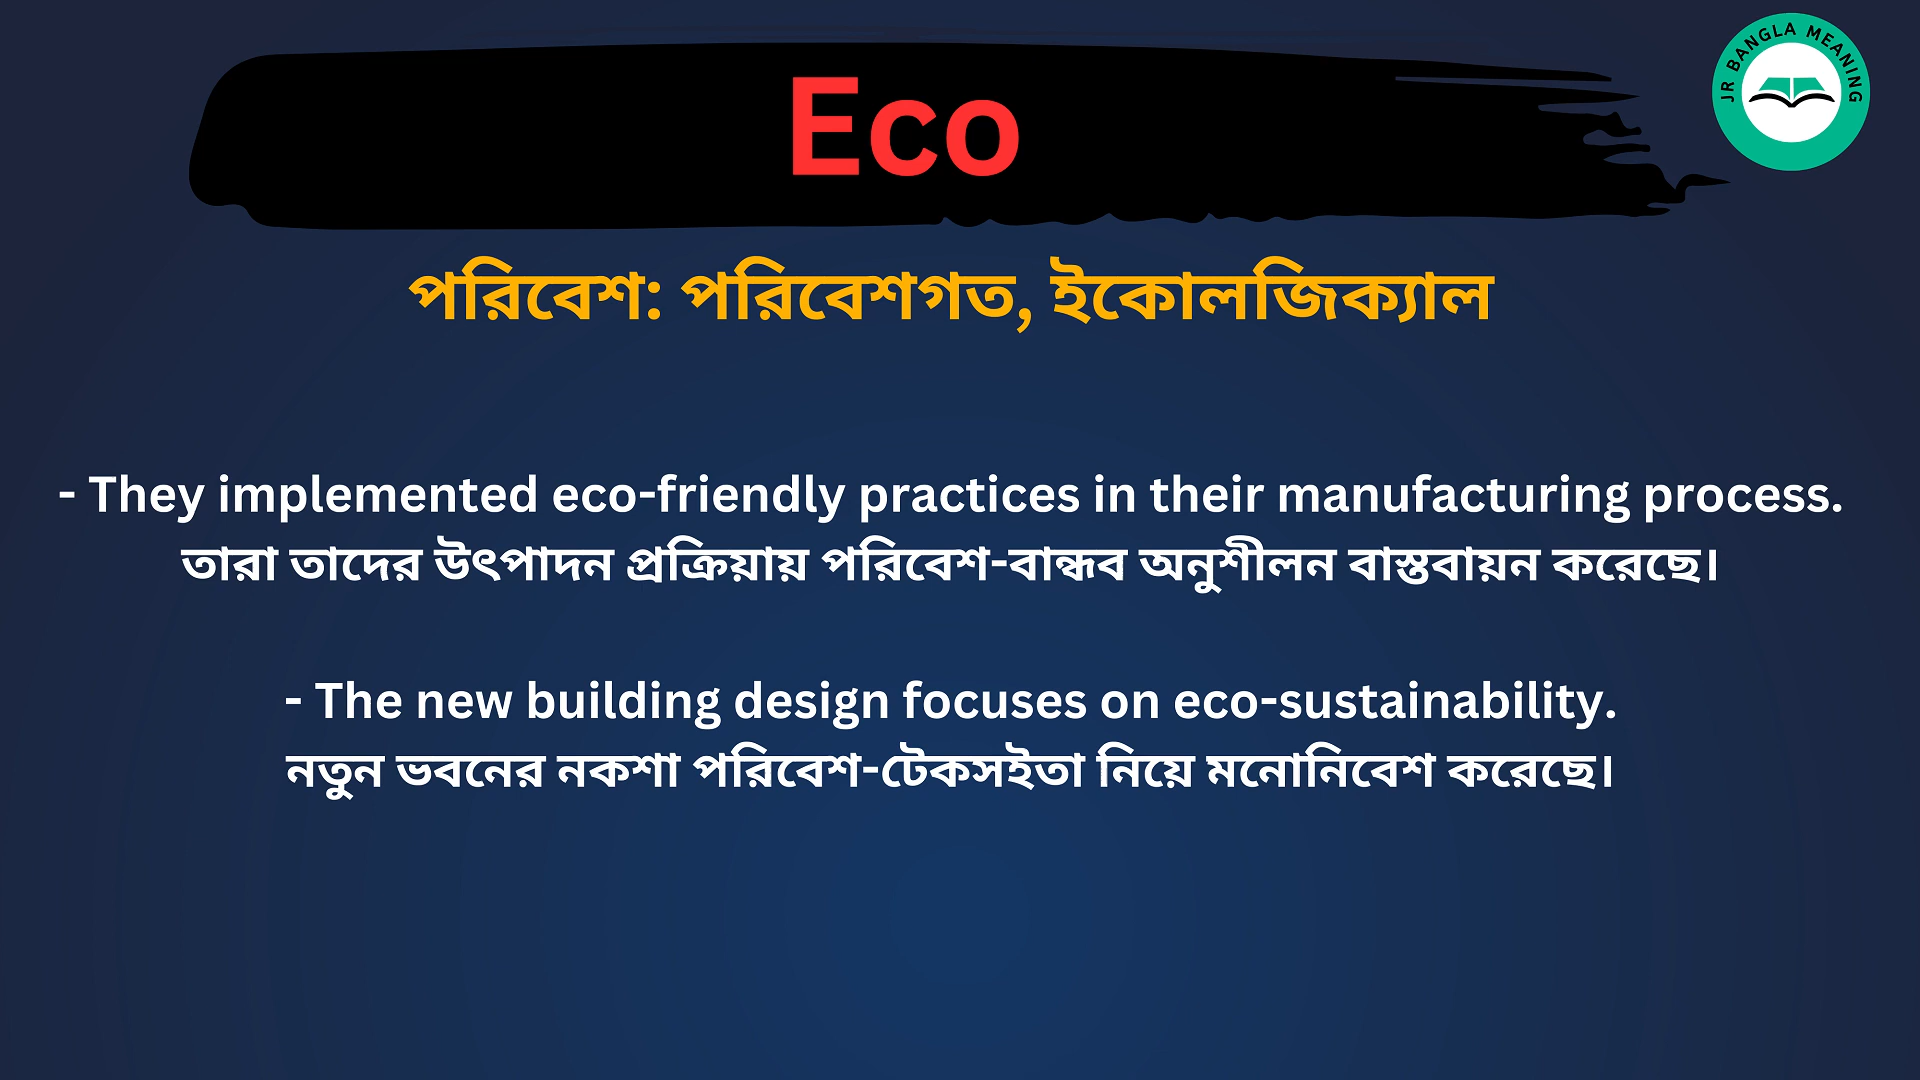 JR BANGLA MEANING
Eco
পরিবেশ: পরিবেশগত, ইকোলজিক্যাল
- They implemented eco-friendly practices in their manufacturing process.
তারা তাদের উৎপাদন প্রক্রিয়ায় পরিবেশ-বান্ধব অনুশীলন বাস্তবায়ন করেছে।
- The new building design focuses on eco-sustainability.
নতুন ভবনের নকশা পরিবেশ-টেকসইতা নিয়ে মনোনিবেশ করেছে।